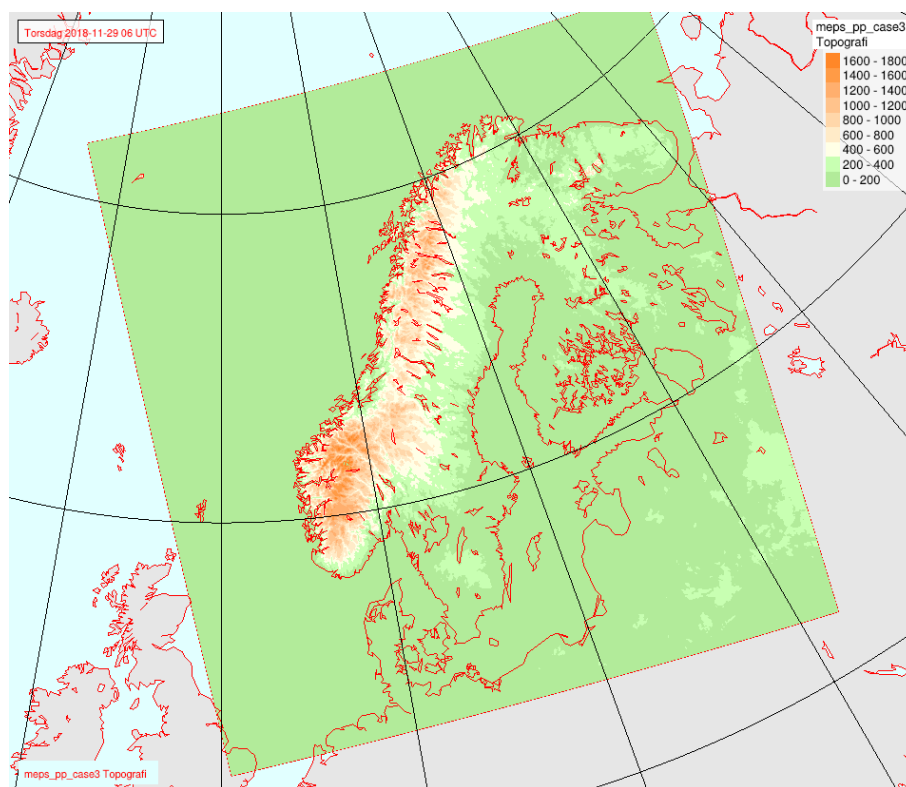 Torsdag 2018-11-29 06 UTC
meps_pp_case3
Topografi
1600 - 1800
1400 - 1600
1200 - 1400
1000 - 1200
800 - 1000
600 - 800
400 - 600
200 - 400
0 - 200
meps_pp_case3 Topografi